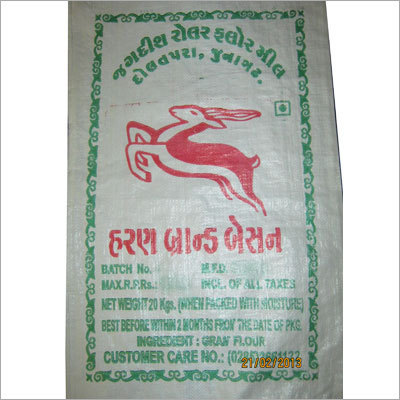 જગદીશ રોલર ફ્લોર મીલ
દોલતપરા, જુનાગઢ.
હરણ બ્રાન્ડ બેસન
BATCH No. M.F.D.
MAX.R.P.Rs.: INCL. OF ALL TAXES
NET WEIGHT 20 Kgs. (WHEN PACKED WITH MOISTURE)
BEST BEFORE WITHIN 2 MONTHS FROM THE DATE OF PKG.
INGREDIENT : GRAM FLOUR
CUSTOMER CARE NO.:
21/02/2013